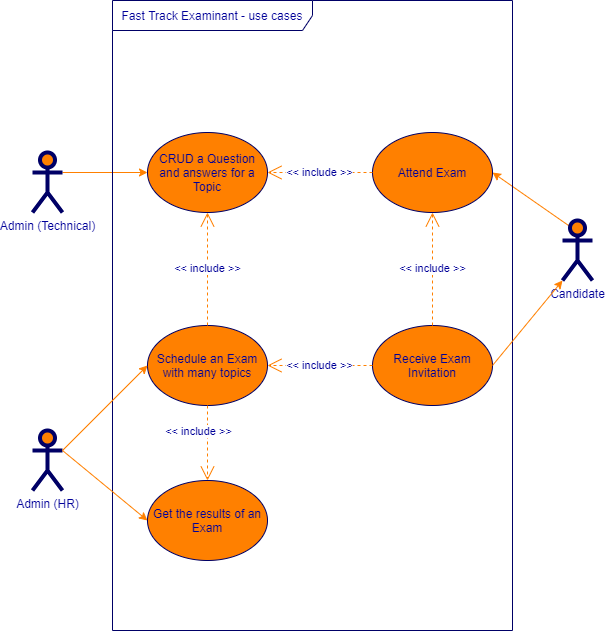 Fast Track Examinant - use cases
CRUD a Question
and answers for a
Topic
<< include >>
Attend Exam
Admin (Technical)
Candidate
<< include >>
<< include >>
Schedule an Exam
with many topics
<< include >>
Receive Exam
Invitation
<< include >>
Admin (HR)
Get the results of an
Exam